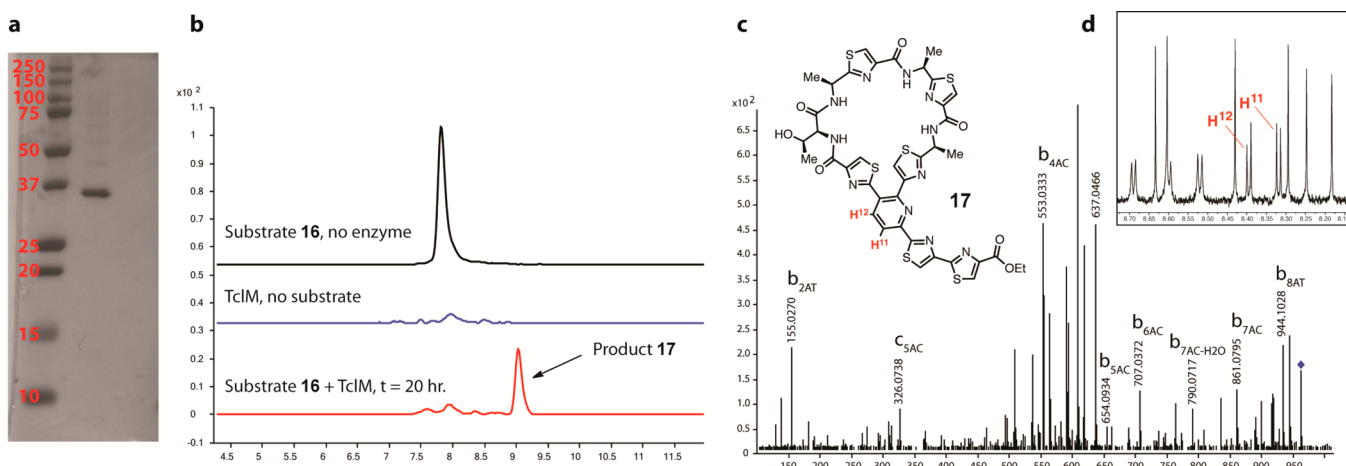 a
250
150
100
75
50
37
25
20
15
10
b
x10 ²
1.1
1
0.8
0.7
0.6
0.4
0.3
0.2
0
-0.1
Substrate 16, no enzyme
TclM, no substrate
Substrate 16 + TclM, t = 20 hr.
Product 17
4.5 5 5.5 6 6.5 7 7.5 8 8.5 9 9.5 10 10.5 11 11.5
c
x10 ²
6.5
6.0
5.5
5.0
4.5
4.0
3.5
3.0
2.5
2.0
1.5
1.0
0.5
0
b2AT
155.0270
c5AC
326.0738
b4AC
553.0333
637.0466
b5AC
654.0934
b6AC
707.0372
b7AC-H2O
790.0717
b7AC
861.0795
b8AT
944.1028
150 200 250 300 350 400 450 500 550 600 650 700 750 800 850 900 950
S O Me
Me N N H N S
NH N
O
HO NH O
Me N H
O S S Me
N N
N 17
H¹²
H¹¹ N N O
S S OEt
d
H¹²
H¹¹
8.70 8.65 8.60 8.55 8.50 8.45 8.40 8.35 8.30 8.25 8.20 8.15 8.1